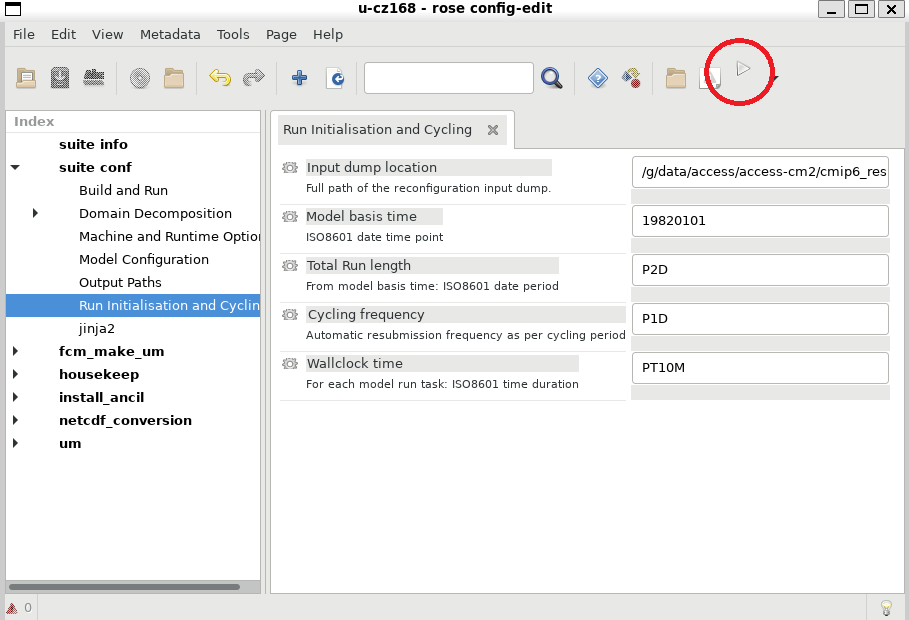 u-cz168 - rose config-edit
File Edit View Metadata Tools Page Help
Index
suite info
suite conf
Build and Run
Domain Decomposition
Machine and Runtime Optio
Model Configuration
Output Paths
Run Initialisation and Cyclin
jinja2
fcm_make_um
housekeep
install_ancil
netcdf_conversion
um
Run Initialisation and Cycling
Input dump location
/g/data/access/access-cm2/cmip6_res
Full path of the reconfiguration input dump.
Model basis time
19820101
ISO8601 date time point
Total Run length
P2D
From model basis time: ISO8601 date period
Cycling frequency
P1D
Automatic resubmission frequency as per cycling period
Wallclock time
PT10M
For each model run task: ISO8601 time duration
0